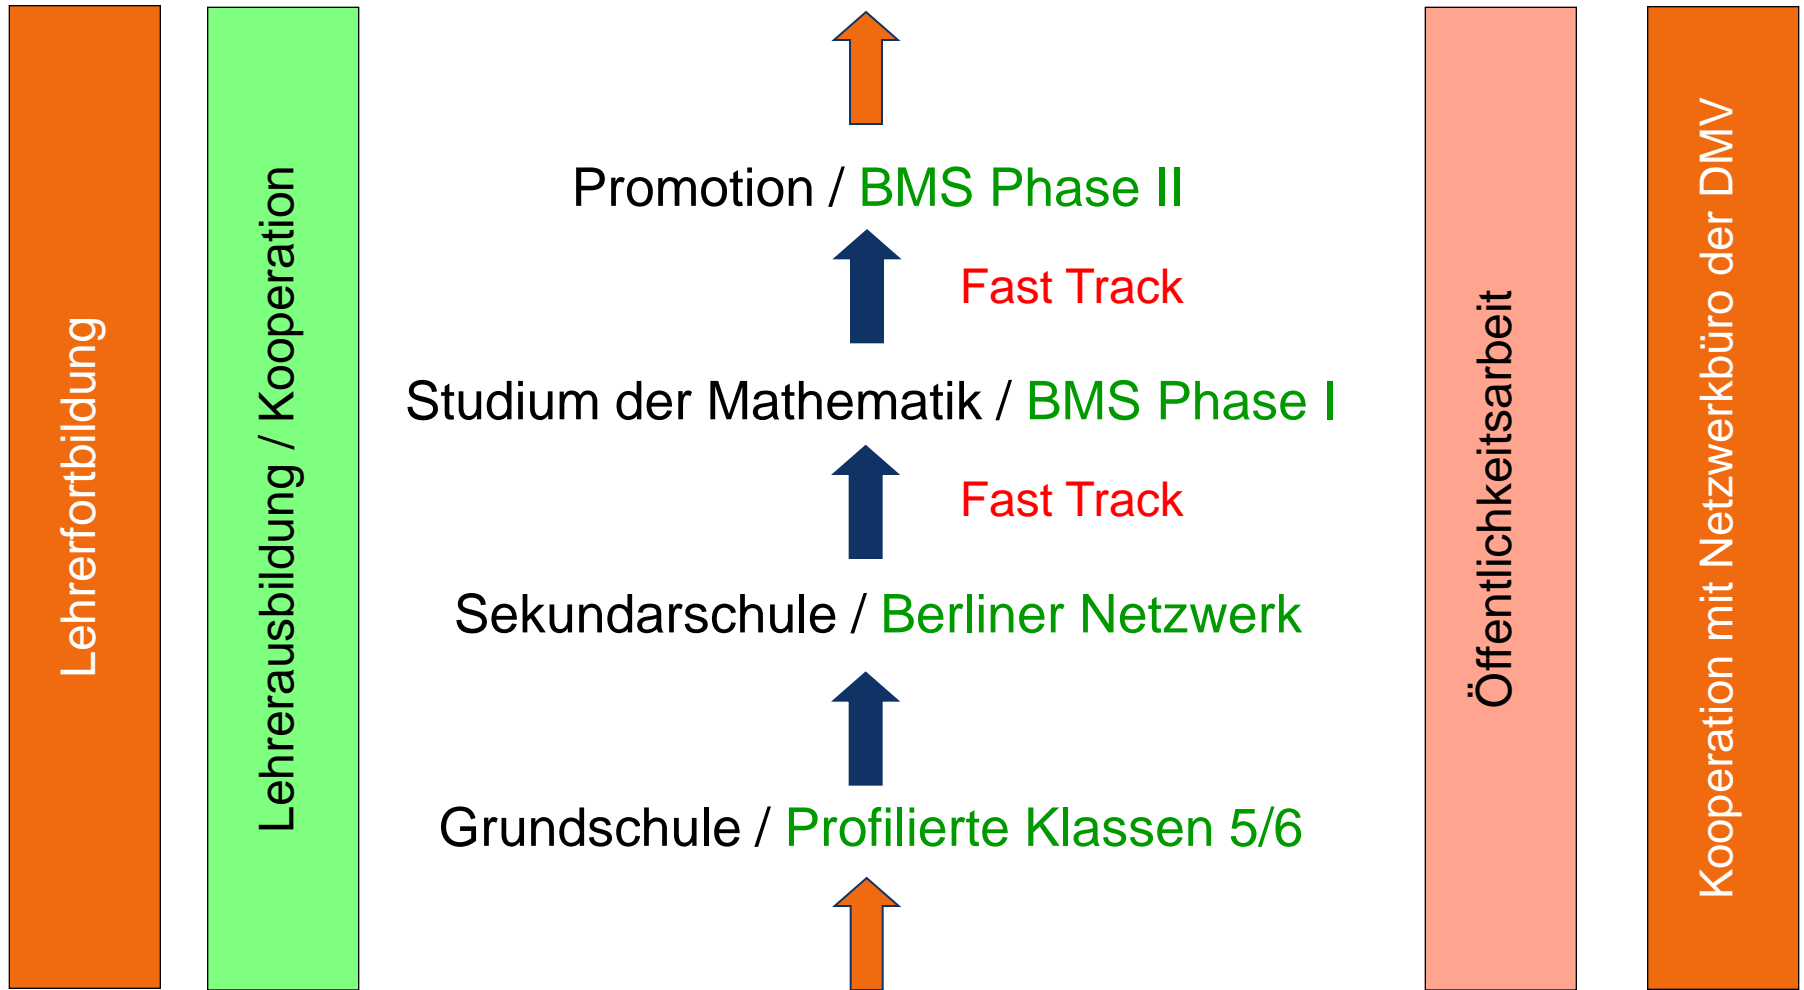 Lehrerfortbildung
Lehrerausbildung / Kooperation
Promotion / BMS Phase II
Fast Track
Studium der Mathematik / BMS Phase I
Fast Track
Sekundarschule / Berliner Netzwerk
Grundschule / Profilierte Klassen 5/6
Öffentlichkeitsarbeit
Kooperation mit Netzwerkbüro der DMV